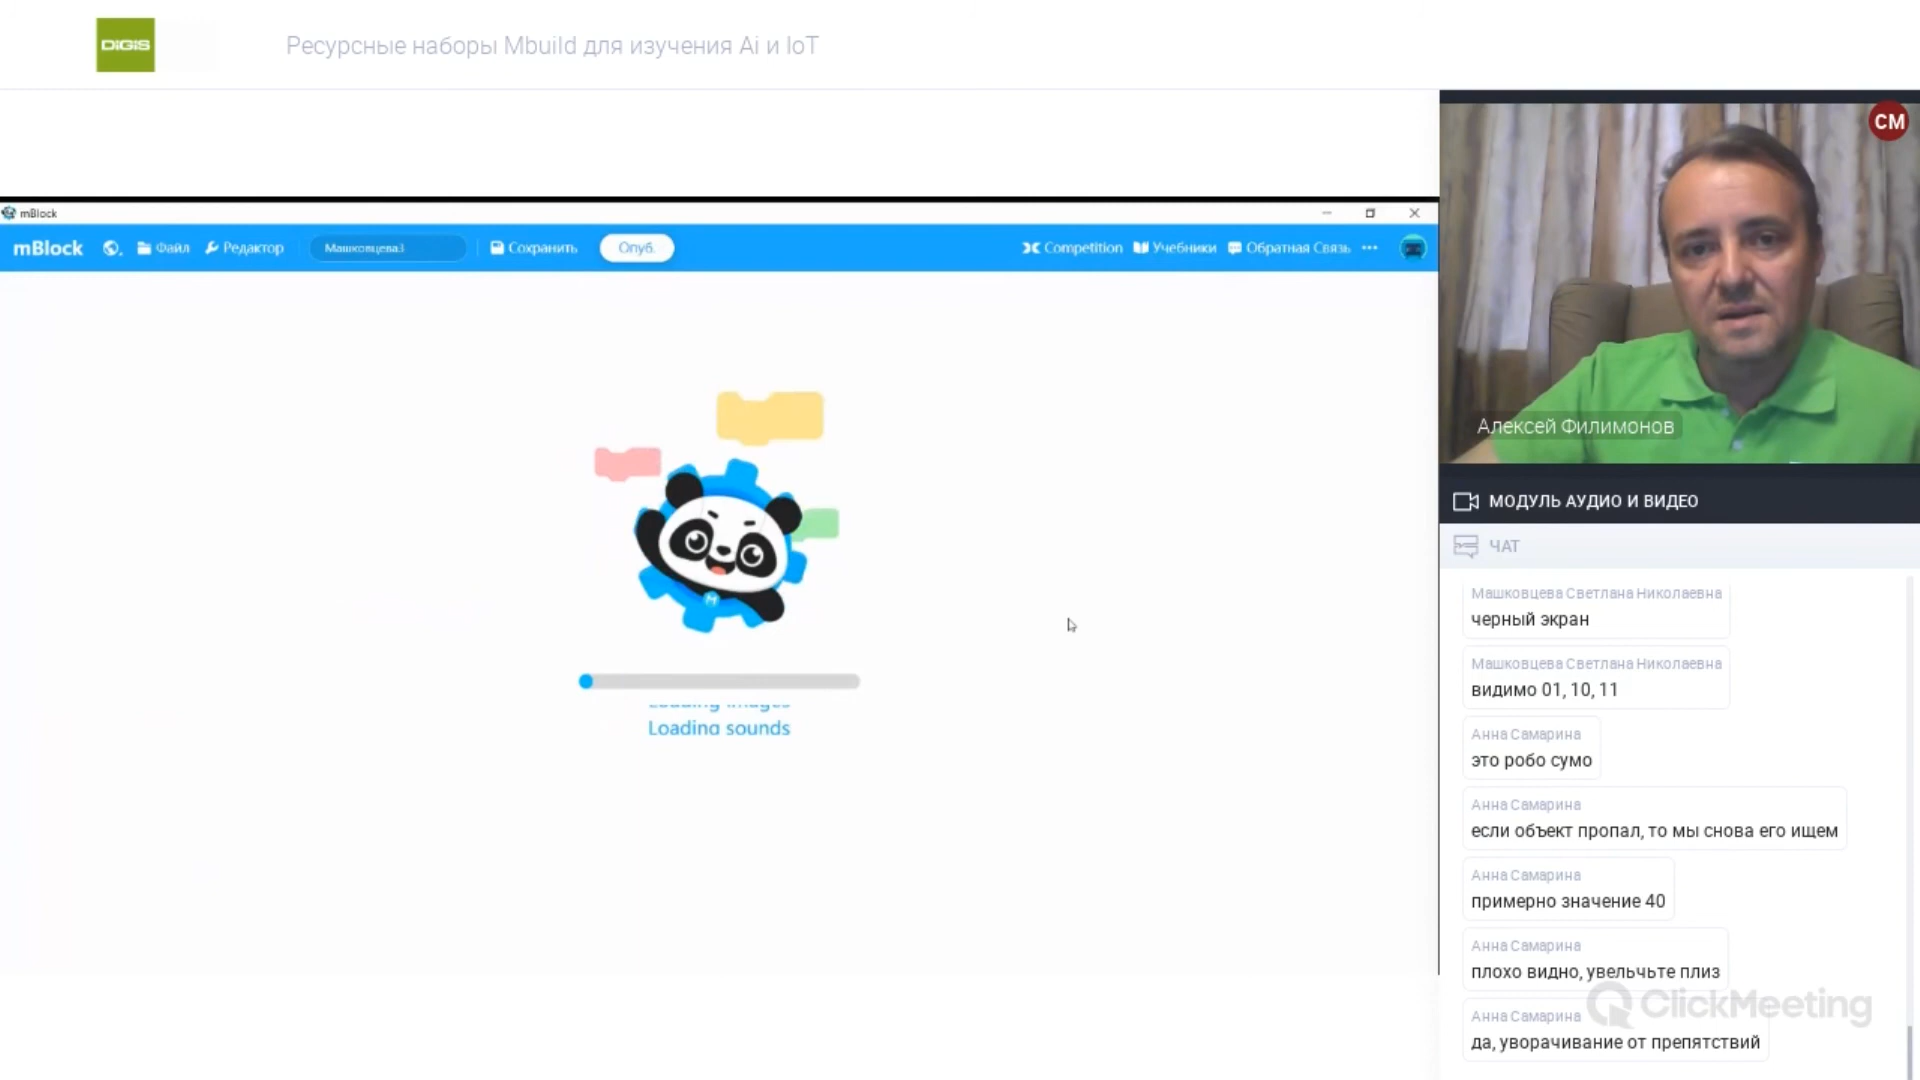 DIGIS
Ресурсные наборы Mbuild для изучения Ai и IoT
CM
mBlock
mBlock Файл Редактор Машковцева3 Сохранить Опуб. Competition Учебники Обратная Связь
Loading images
Loading sounds
Алексей Филимонов
МОДУЛЬ АУДИО И ВИДЕО
ЧАТ
Машковцева Светлана Николаевна
черный экран
Машковцева Светлана Николаевна
видимо 01, 10, 11
Анна Самарина
это робо сумо
Анна Самарина
если объект пропал, то мы снова его ищем
Анна Самарина
примерно значение 40
Анна Самарина
плохо видно, увельчьте плиз
Анна Самарина
да, уворачивание от препятствий
ClickMeeting